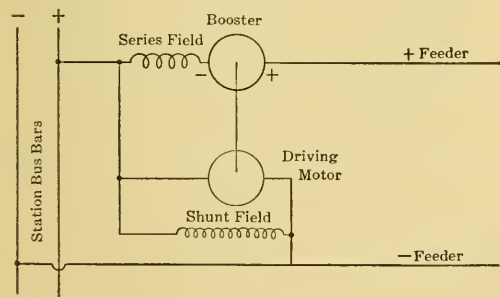 − +
Booster
Series Field
− +
+ Feeder
Station Bus Bars
Driving
Motor
Shunt Field
− Feeder